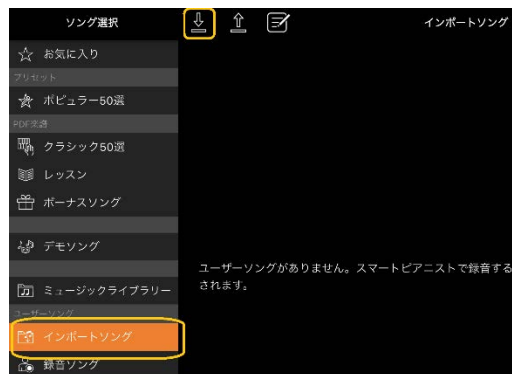 ソング選択
インポートソング
お気に入り
プリセット
ポピュラー50選
PDF楽譜
クラシック50選
レッスン
ボーナスソング
デモソング
ミュージックライブラリー
ユーザーソング
インポートソング
録音ソング
ユーザーソングがありません。スマートピアニストで録音する
されます。